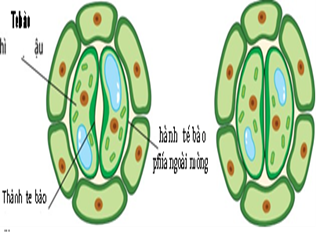 Tế bào
hì ậu
hành tế bào
phía ngoài mỏng
Thành tế bào